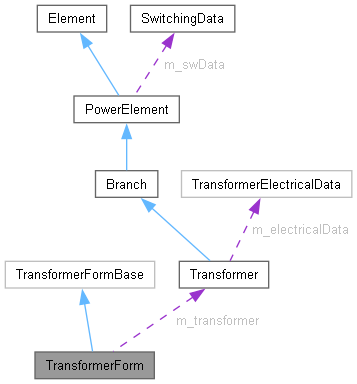 Element
SwitchingData
m_swData
PowerElement
Branch
TransformerElectricalData
m_electricalData
TransformerFormBase
Transformer
m_transformer
TransformerForm